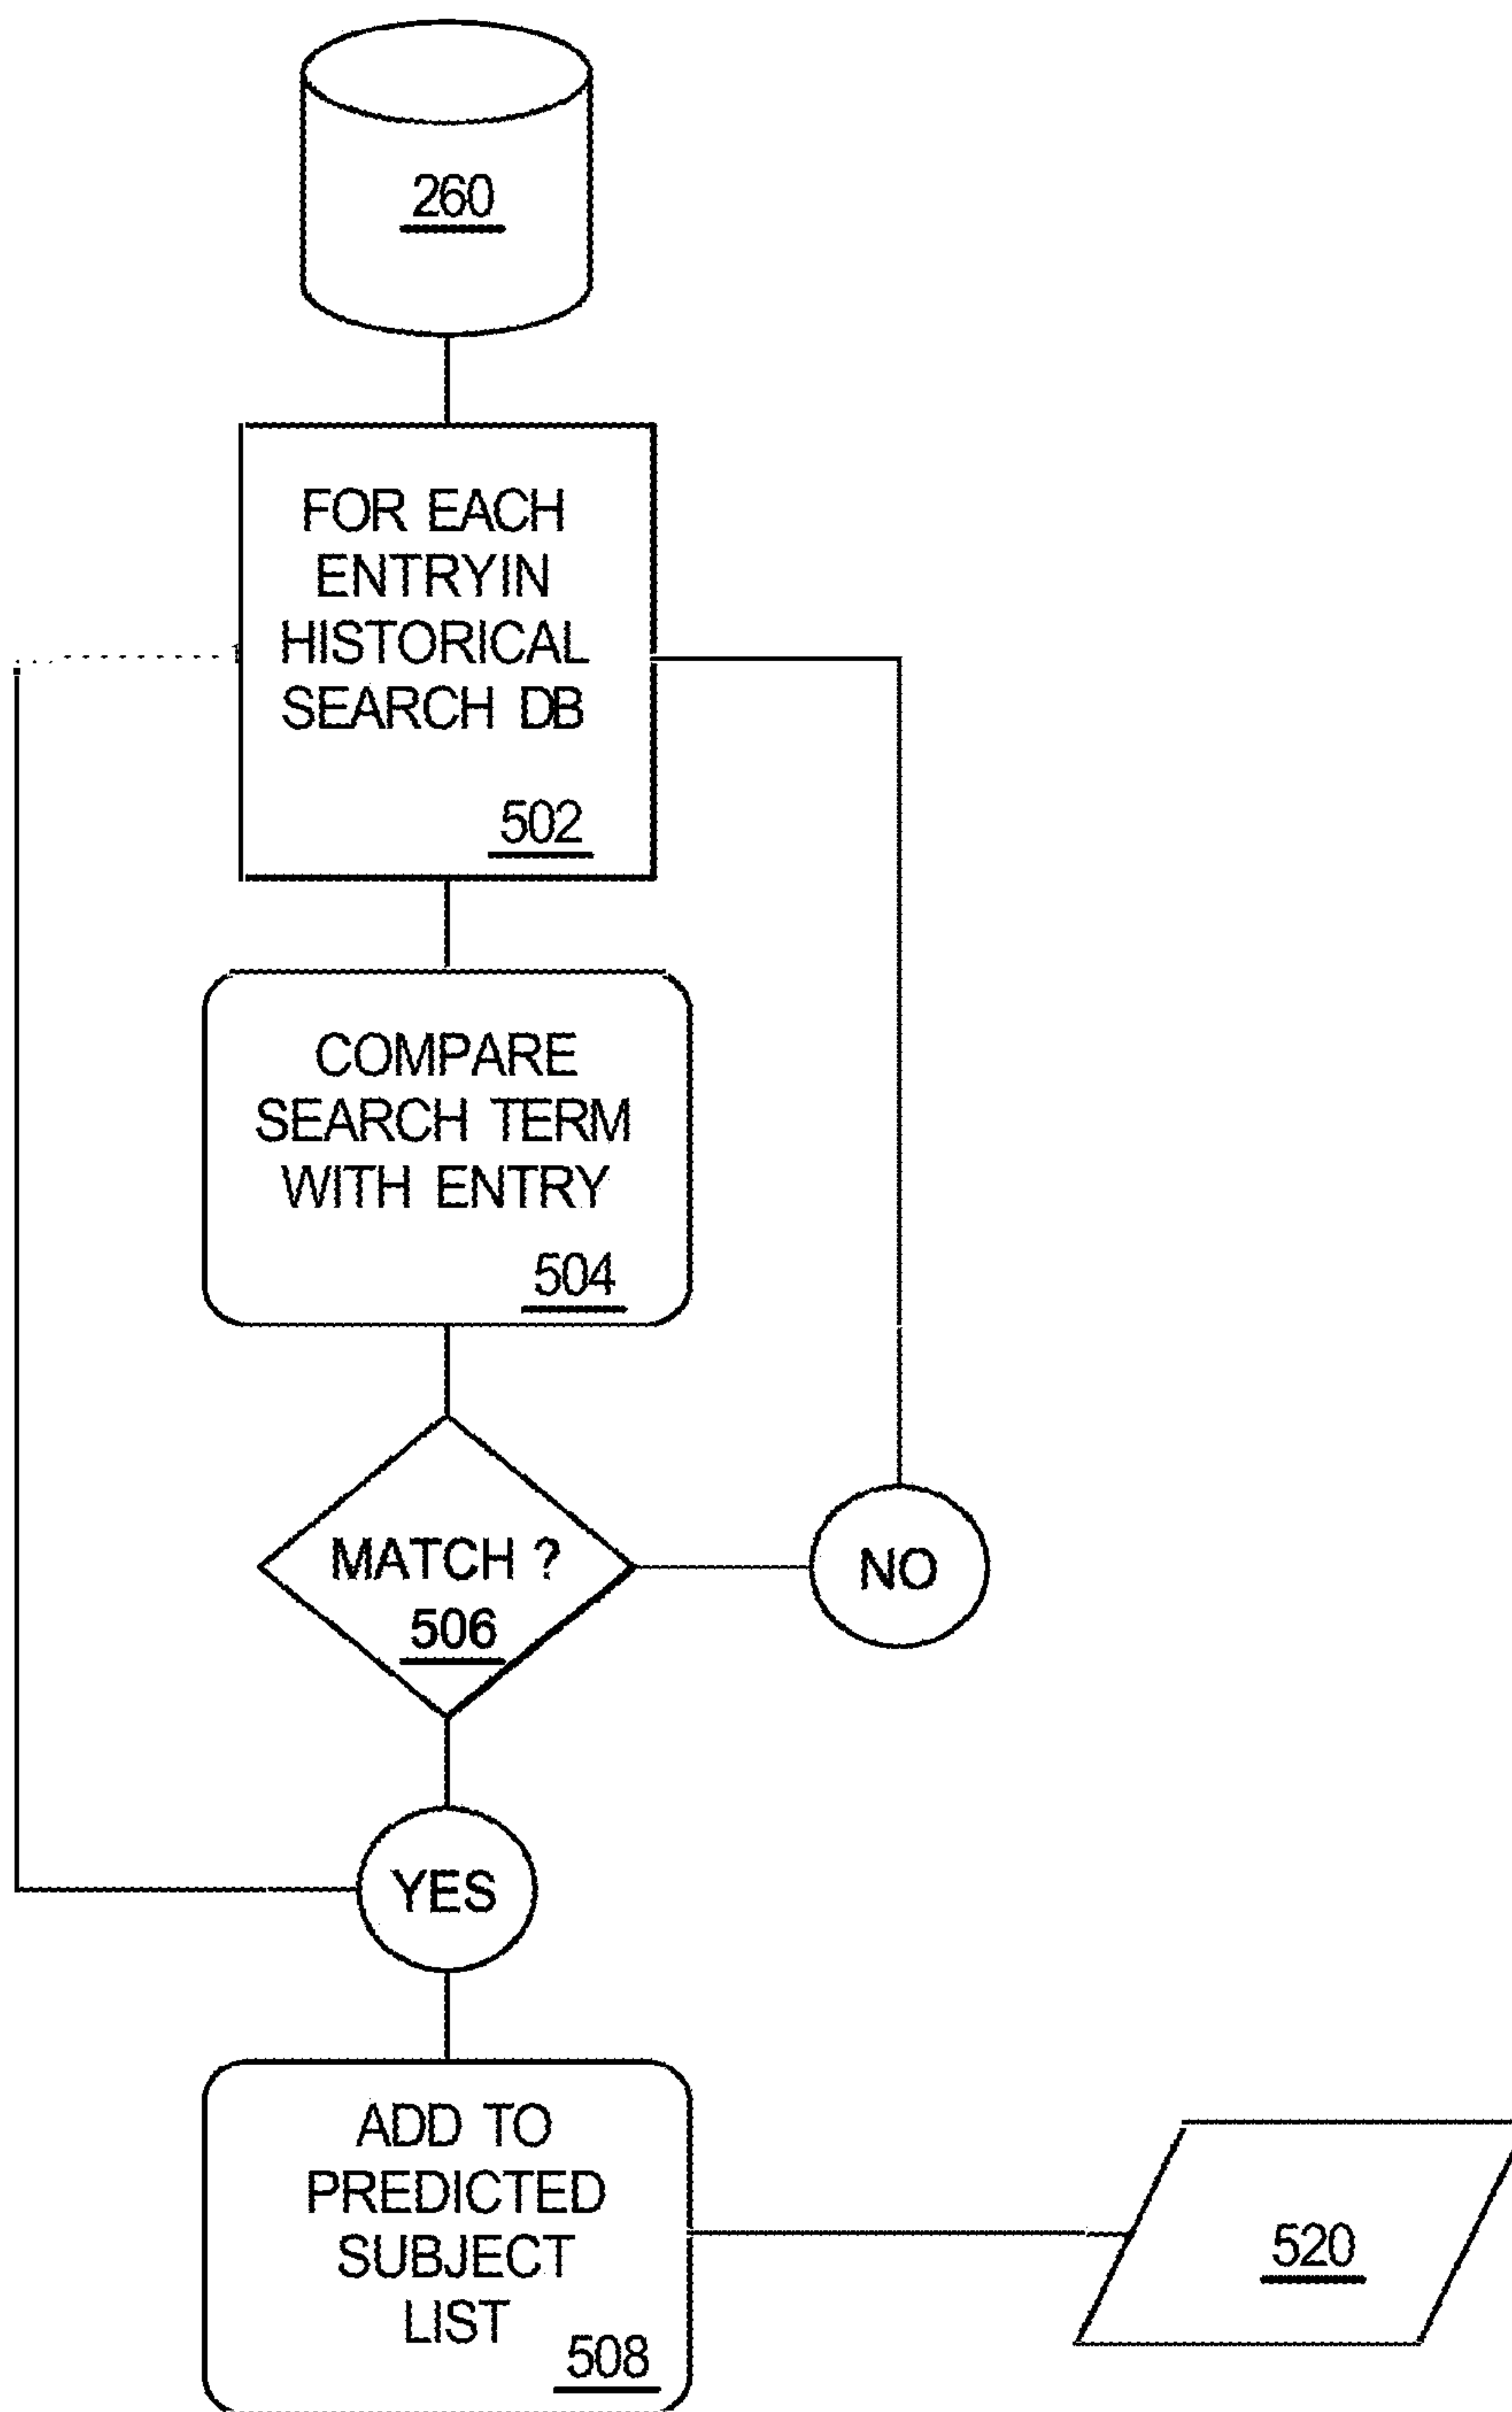 260
FOR EACH
ENTRYIN
HISTORICAL
SEARCH DB
502
COMPARE
SEARCH TERM
WITH ENTRY
504
MATCH ?
506
NO
YES
ADD TO
PREDICTED
SUBJECT
LIST
508
520